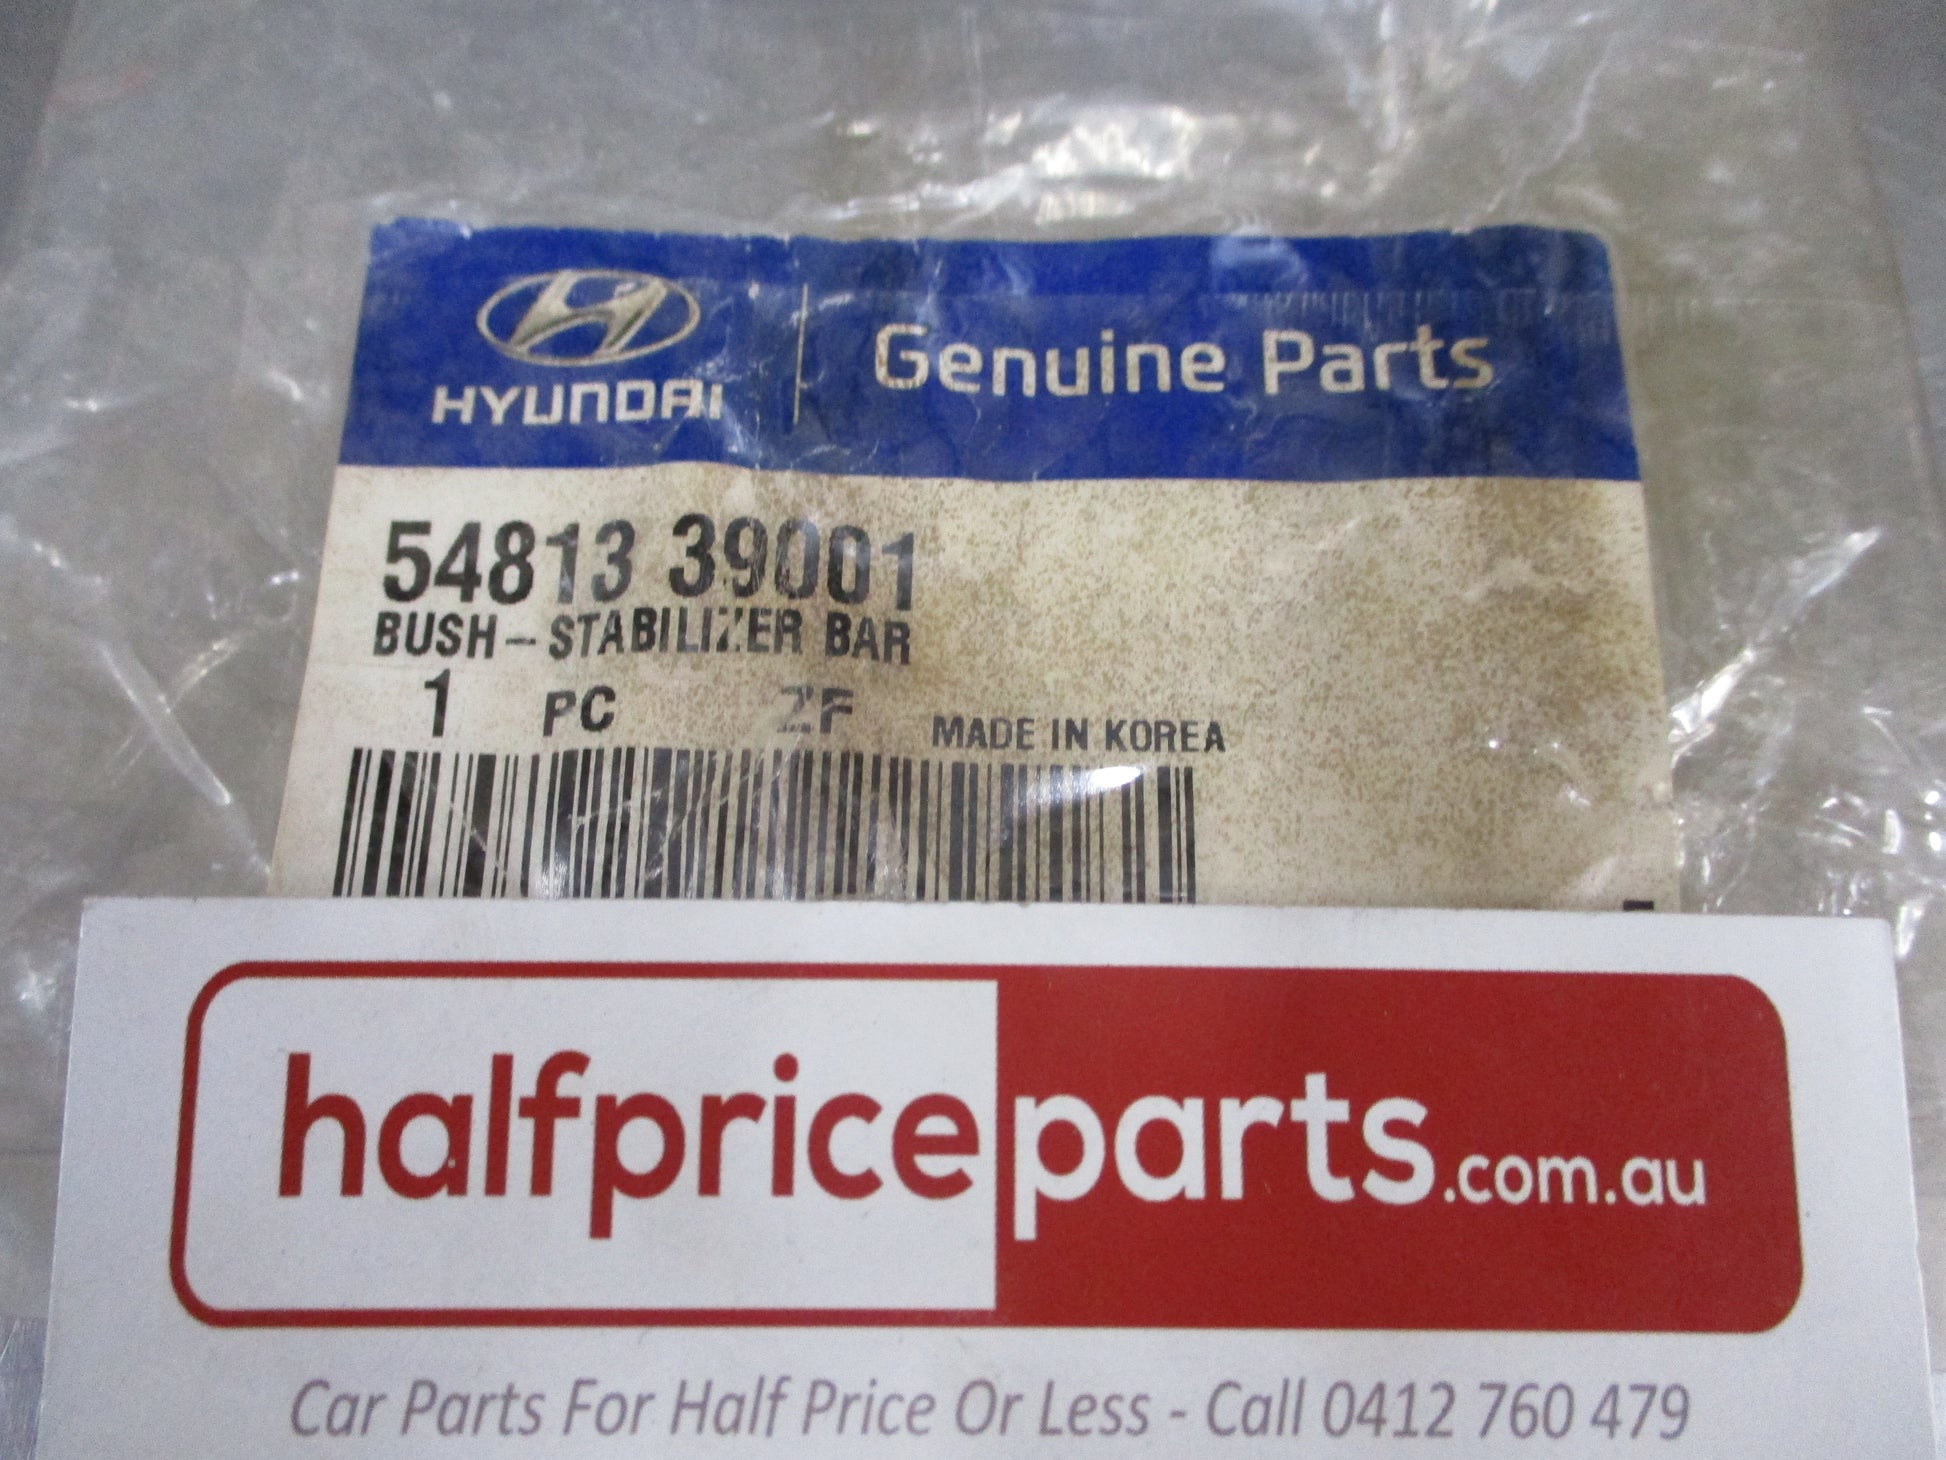 HYUNDAI
Genuine Parts
54813 39001
BUSH-STABILIZER BAR
1 PC ZF MADE IN KOREA
halfpriceparts.com.au
Car Parts For Half Price Or Less - Call 0412 760 479